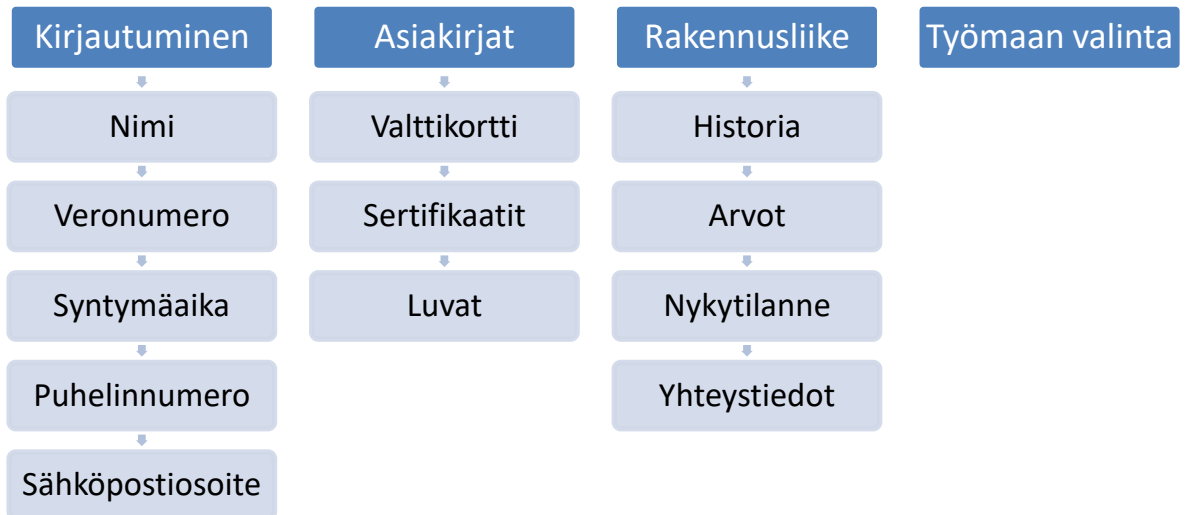 Kirjautuminen
Nimi
Veronumero
Syntymäaika
Puhelinnumero
Sähköpostiosoite
Asiakirjat
Valttikortti
Sertifikaatit
Luvat
Rakennusliike
Historia
Arvot
Nykytilanne
Yhteystiedot
Työmaan valinta